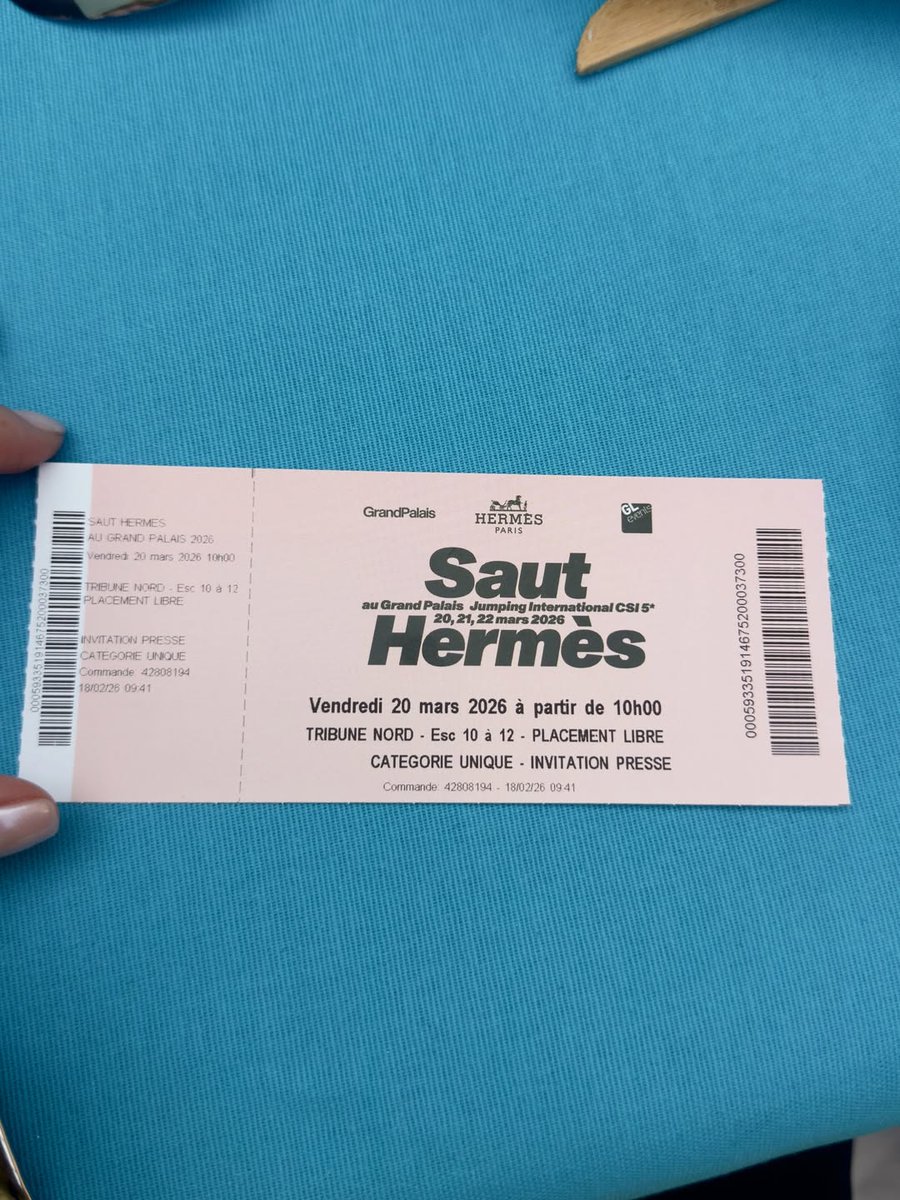 SAUT HERMES
AU GRAND PALAIS 2026
Vendredi 20 mars 2026 10h00
TRIBUNE NORD - Esc 10 à 12
PLACEMENT LIBRE
INVITATION PRESSE
CATEGORIE UNIQUE
Commande: 42808194
18/02/26 09:41
GrandPalais
HERMÈS
PARIS
GL
events
Saut
au Grand Palais Jumping International CSI 5*
20, 21, 22 mars 2026
Hermès
Vendredi 20 mars 2026 à partir de 10h00
TRIBUNE NORD - Esc 10 à 12 - PLACEMENT LIBRE
CATEGORIE UNIQUE - INVITATION PRESSE
Commande: 42808194 - 18/02/26 09:41